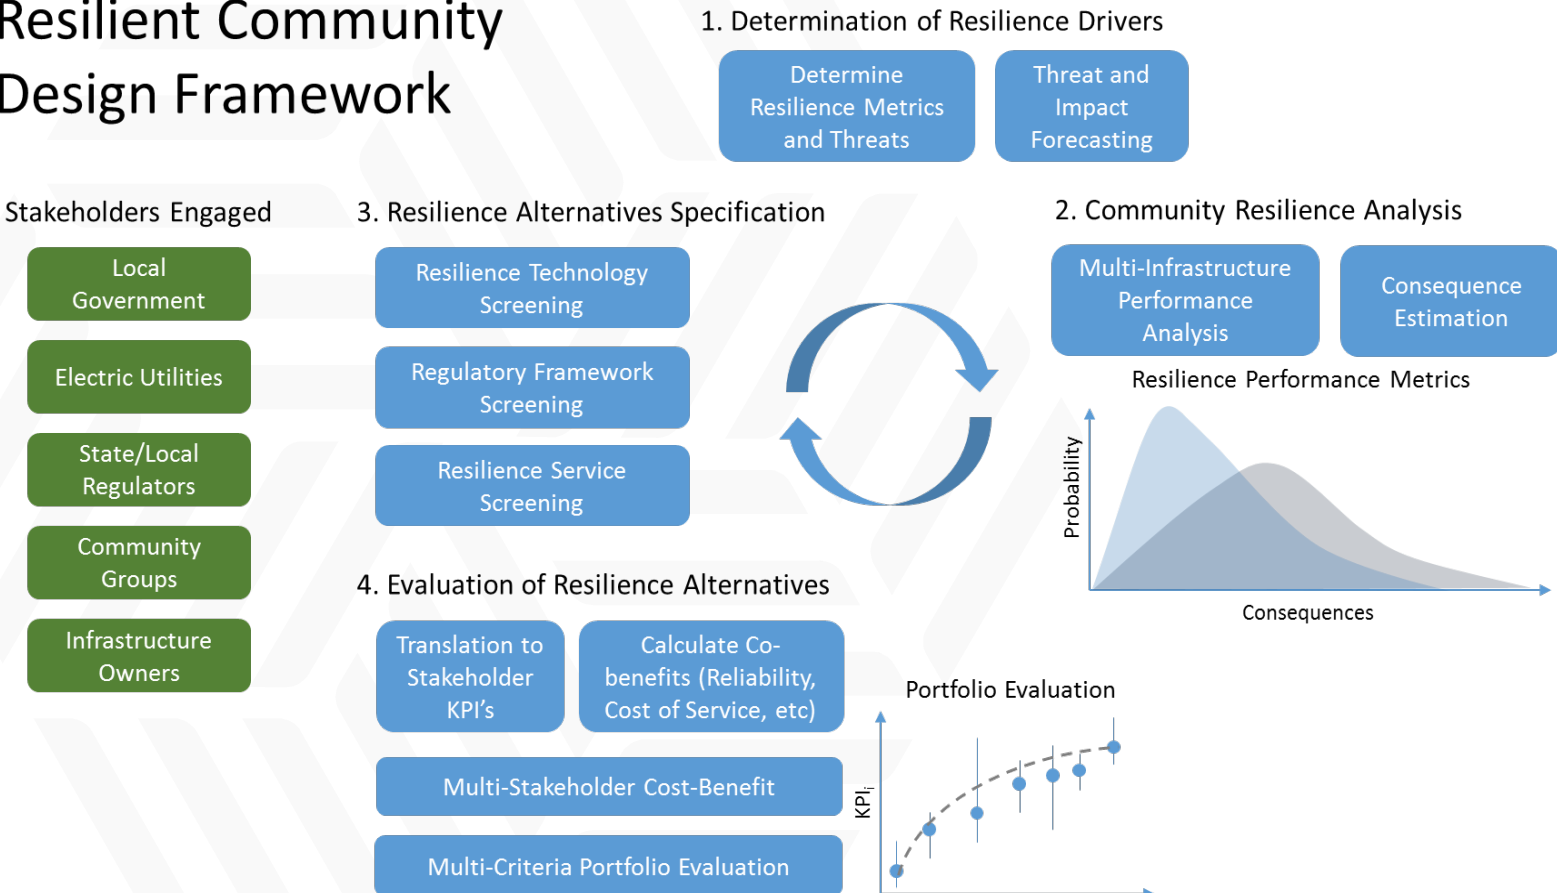 Resilient Community
Design Framework
1. Determination of Resilience Drivers
Determine
Resilience Metrics
and Threats
Threat and
Impact
Forecasting
Stakeholders Engaged
Local
Government
Electric Utilities
State/Local
Regulators
Community
Groups
Infrastructure
Owners
3. Resilience Alternatives Specification
Resilience Technology
Screening
Regulatory Framework
Screening
Resilience Service
Screening
2. Community Resilience Analysis
Multi-Infrastructure
Performance
Analysis
Consequence
Estimation
Resilience Performance Metrics
Probability
Consequences
4. Evaluation of Resilience Alternatives
Translation to
Stakeholder
KPI's
Calculate Co-
benefits (Reliability,
Cost of Service, etc)
Multi-Stakeholder Cost-Benefit
Multi-Criteria Portfolio Evaluation
Portfolio Evaluation
KPIi